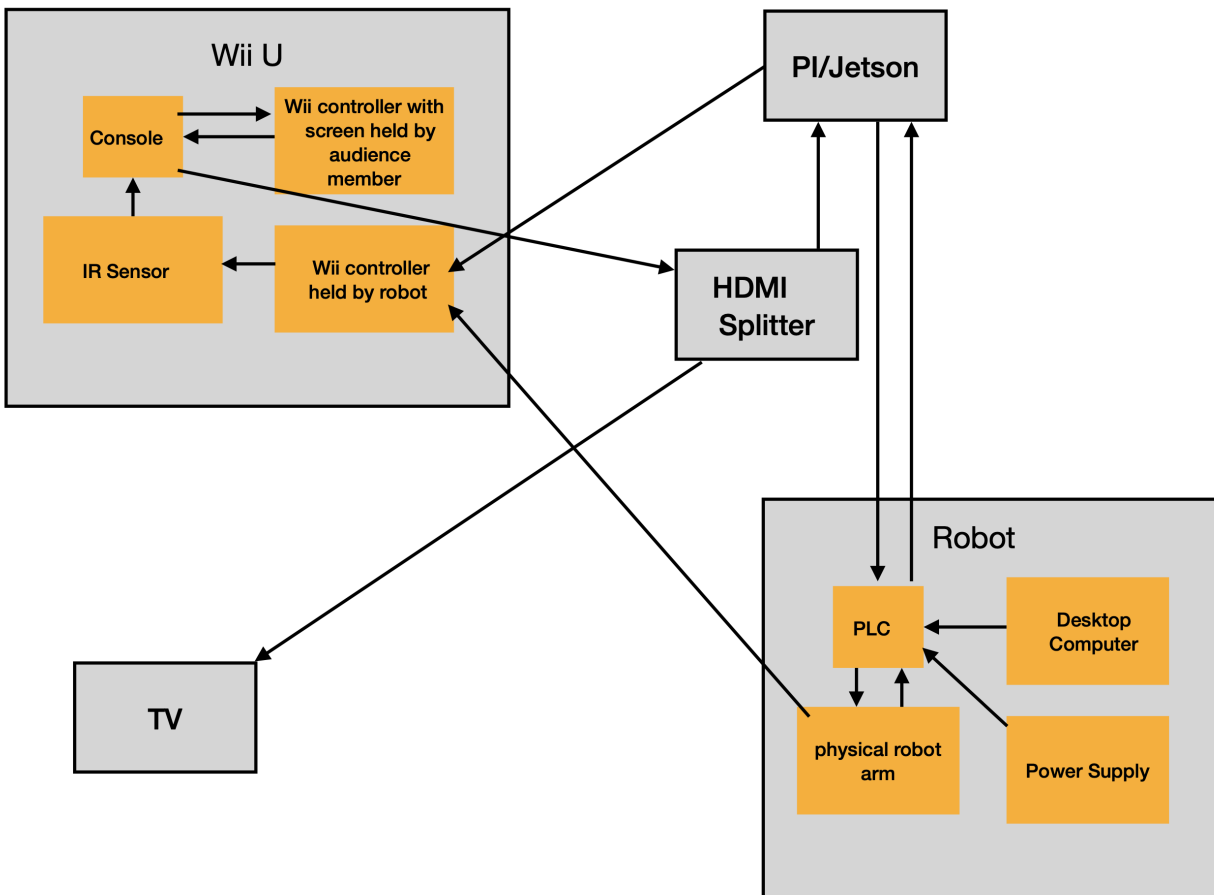 Wii U
Console
Wii controller with
screen held by
audience
member
IR Sensor
Wii controller
held by robot
PI/Jetson
HDMI
Splitter
TV
Robot
PLC
Desktop
Computer
physical robot
arm
Power Supply